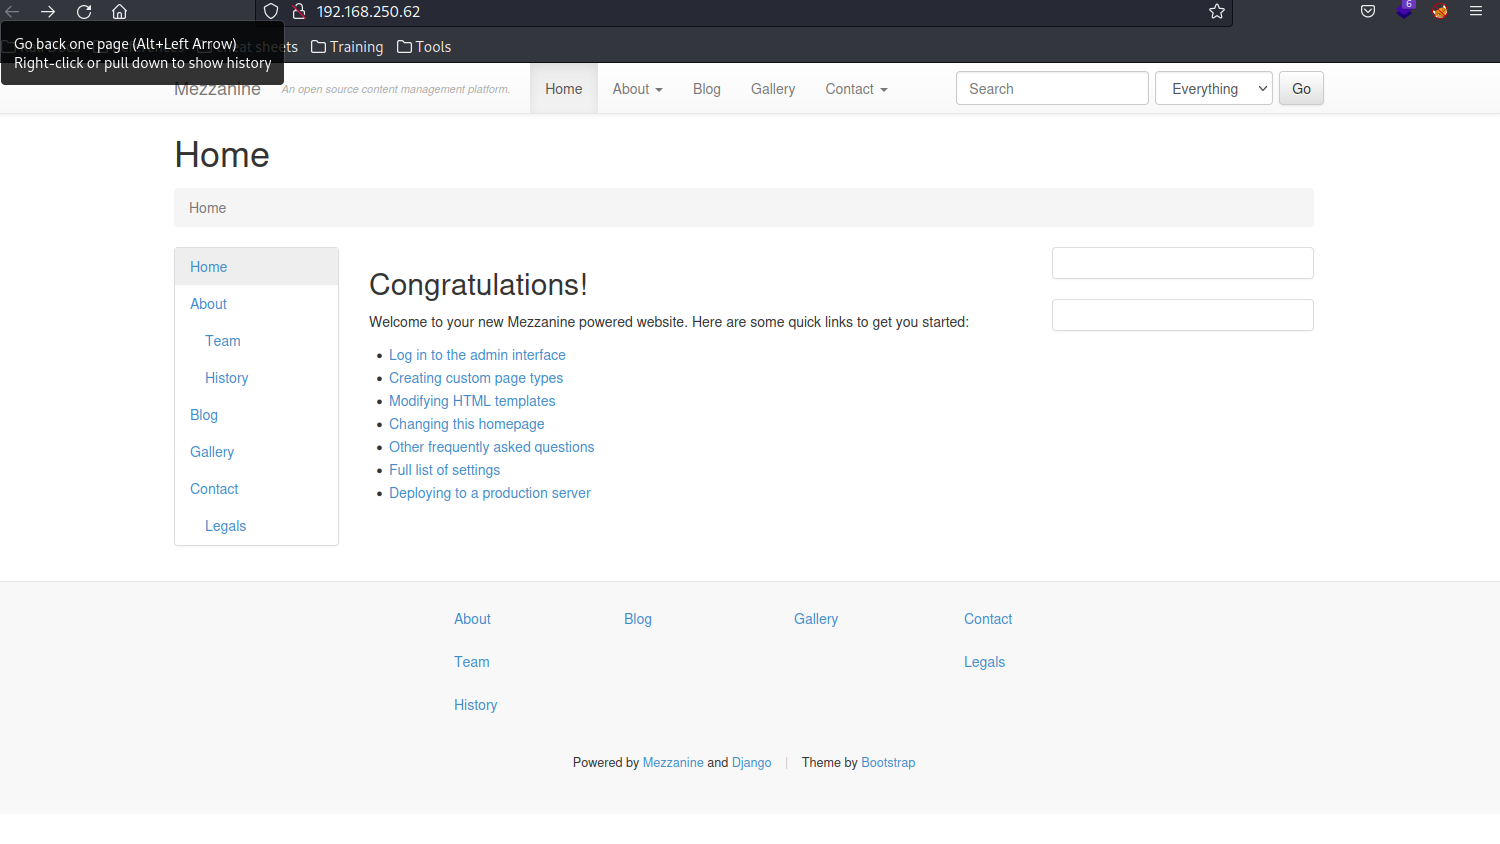 192.168.250.62
6
Go back one page (Alt+Left Arrow)
Right-click or pull down to show history
sheets
Training
Tools
Mezzanine
An open source content management platform.
Home
About
Blog
Gallery
Contact
Search
Everything
Go
Home
Home
Home
About
Team
History
Blog
Gallery
Contact
Legals
Congratulations!
Welcome to your new Mezzanine powered website. Here are some quick links to get you started:
Log in to the admin interface
Creating custom page types
Modifying HTML templates
Changing this homepage
Other frequently asked questions
Full list of settings
Deploying to a production server
About
Blog
Gallery
Contact
Team
Legals
History
Powered by Mezzanine and Django | Theme by Bootstrap